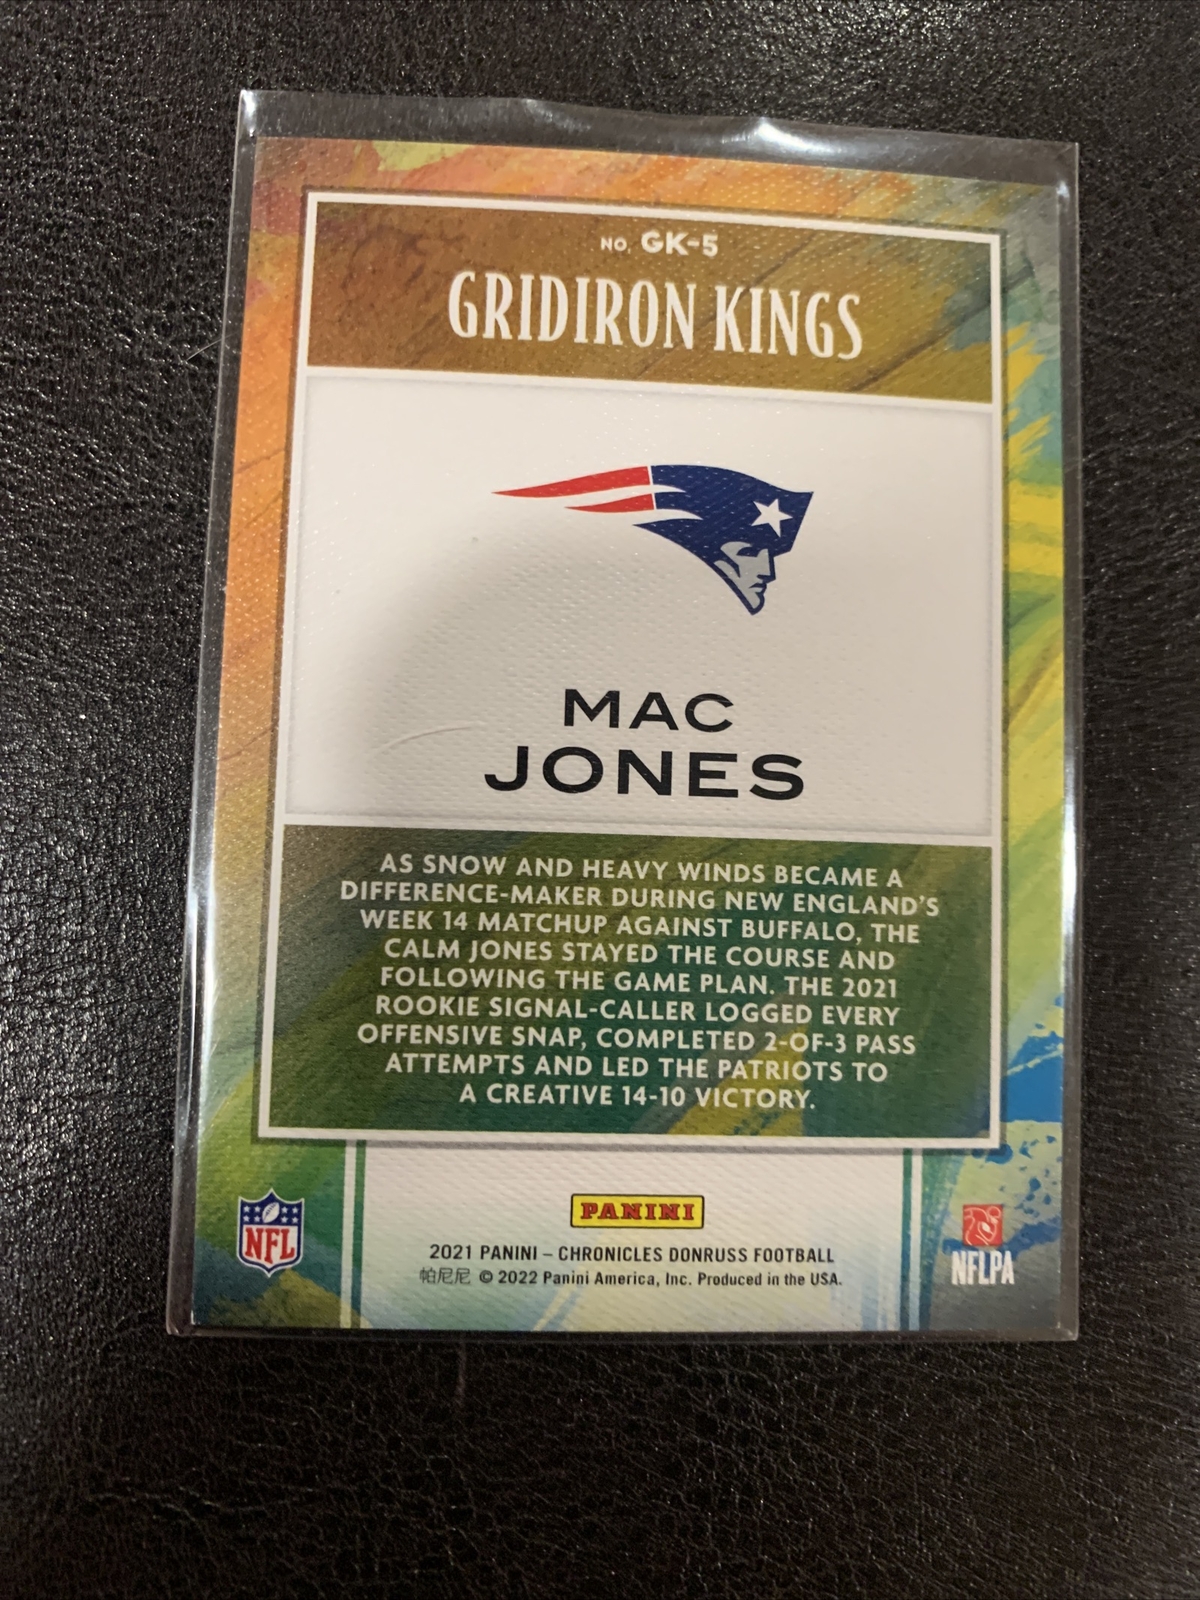 NO. GK-5
GRIDIRON KINGS
MAC
JONES
AS SNOW AND HEAVY WINDS BECAME A
DIFFERENCE-MAKER DURING NEW ENGLAND'S
WEEK 14 MATCHUP AGAINST BUFFALO, THE
CALM JONES STAYED THE COURSE AND
FOLLOWING THE GAME PLAN. THE 2021
ROOKIE SIGNAL-CALLER LOGGED EVERY
OFFENSIVE SNAP, COMPLETED 2-OF-3 PASS
ATTEMPTS AND LED THE PATRIOTS TO
A CREATIVE 14-10 VICTORY.
PANINI
2021 PANINI – CHRONICLES DONRUSS FOOTBALL
帕尼尼 © 2022 Panini America, Inc. Produced in the USA.
NFL
NFLPA